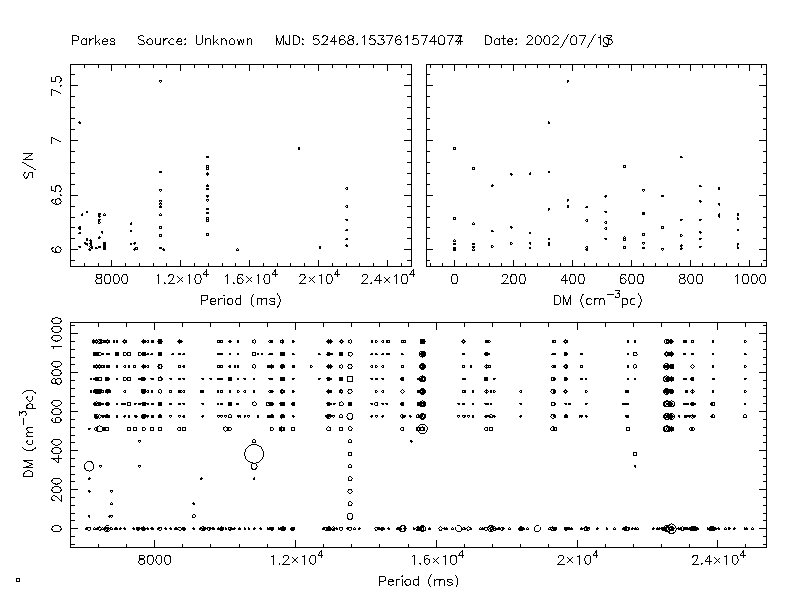 Parkes Source: Unknown MJD: 52468.153761574074 Date: 2002/07/13
S/N
7.5
7
6.5
6
8000 1.2×10⁴ 1.6×10⁴ 2×10⁴ 2.4×10⁴
Period (ms)
0 200 400 600 800 1000
DM (cm⁻³pc)
DM (cm⁻³pc)
1000
800
600
400
200
0
8000 1.2×10⁴ 1.6×10⁴ 2×10⁴ 2.4×10⁴
Period (ms)